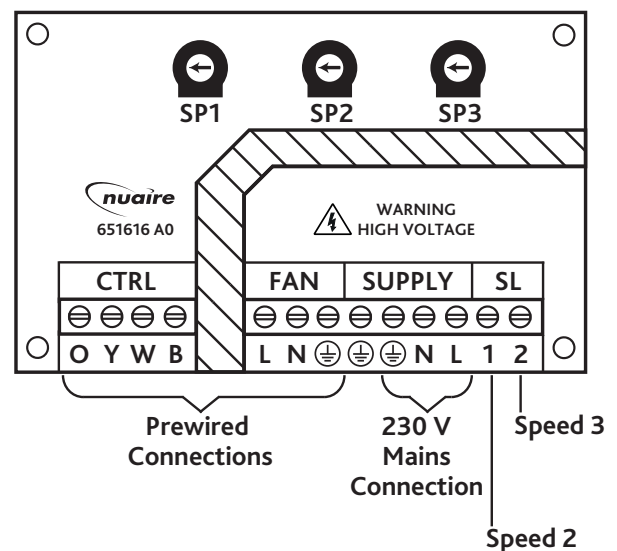 SP1 SP2 SP3
nuaire
651616 A0
WARNING
HIGH VOLTAGE
CTRL FAN SUPPLY SL
O Y W B L N N L 1 2
Prewired
Connections
230 V
Mains
Connection
Speed 3
Speed 2